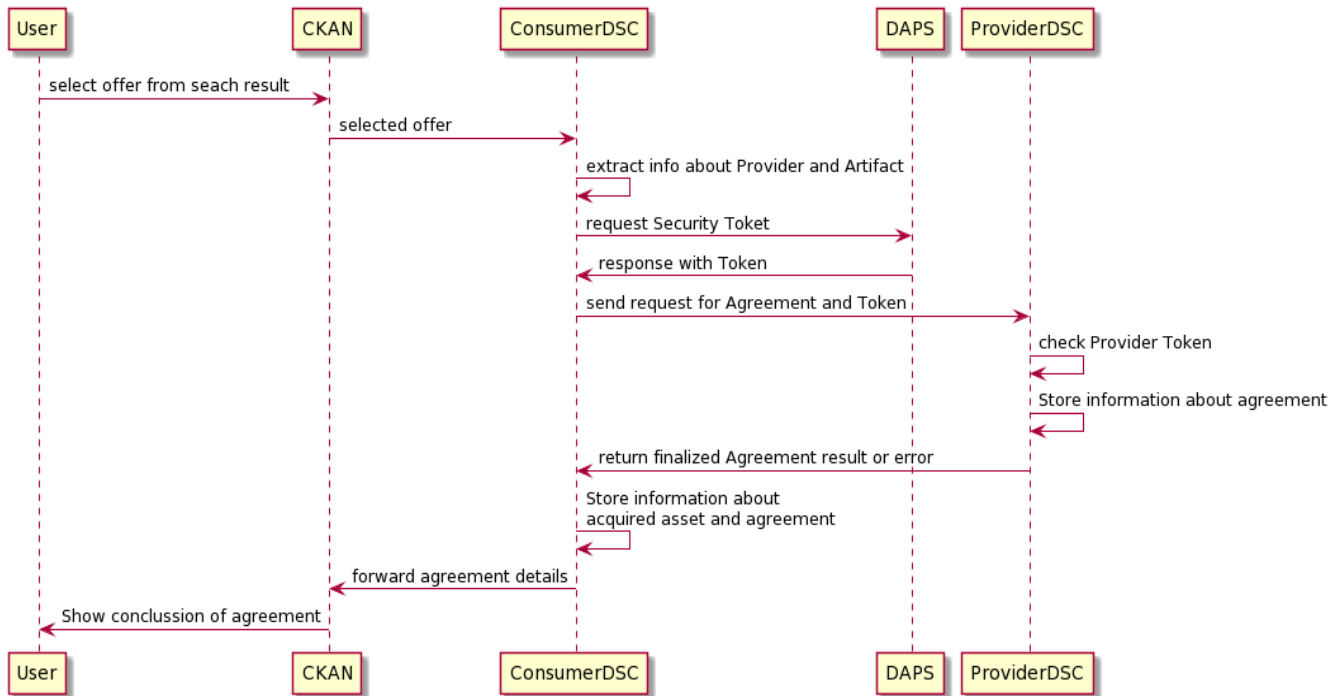 User
CKAN
ConsumerDSC
DAPS
ProviderDSC
select offer from seach result
selected offer
extract info about Provider and Artifact
request Security Toket
response with Token
send request for Agreement and Token
check Provider Token
Store information about agreement
return finalized Agreement result or error
Store information about
acquired asset and agreement
forward agreement details
Show conclussion of agreement
User
CKAN
ConsumerDSC
DAPS
ProviderDSC